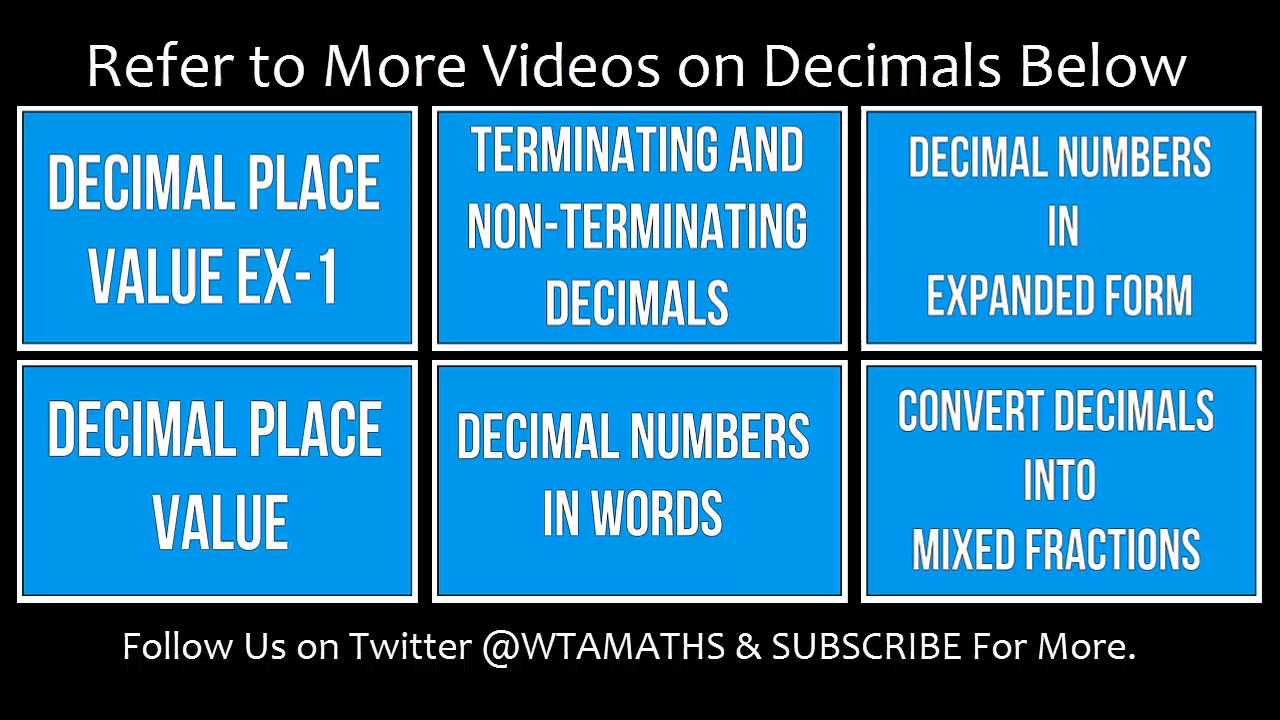 Refer to More Videos on Decimals Below
DECIMAL PLACE
VALUE EX-1
TERMINATING AND
NON-TERMINATING
DECIMALS
DECIMAL NUMBERS
IN
EXPANDED FORM
DECIMAL PLACE
VALUE
DECIMAL NUMBERS
IN WORDS
CONVERT DECIMALS
INTO
MIXED FRACTIONS
Follow Us on Twitter @WTAMATHS & SUBSCRIBE For More.